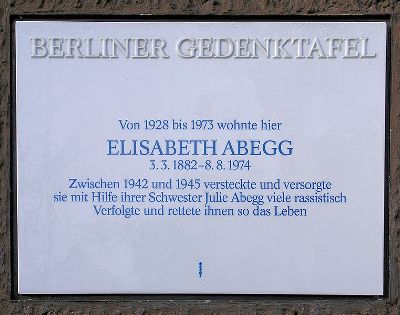 BERLINER GEDENKTAFEL
Von 1928 bis 1973 wohnte hier
ELISABETH ABEGG
3. 3. 1882–8. 8. 1974
Zwischen 1942 und 1945 versteckte und versorgte
sie mit Hilfe ihrer Schwester Julie Abegg viele rassistisch
Verfolgte und rettete ihnen so das Leben